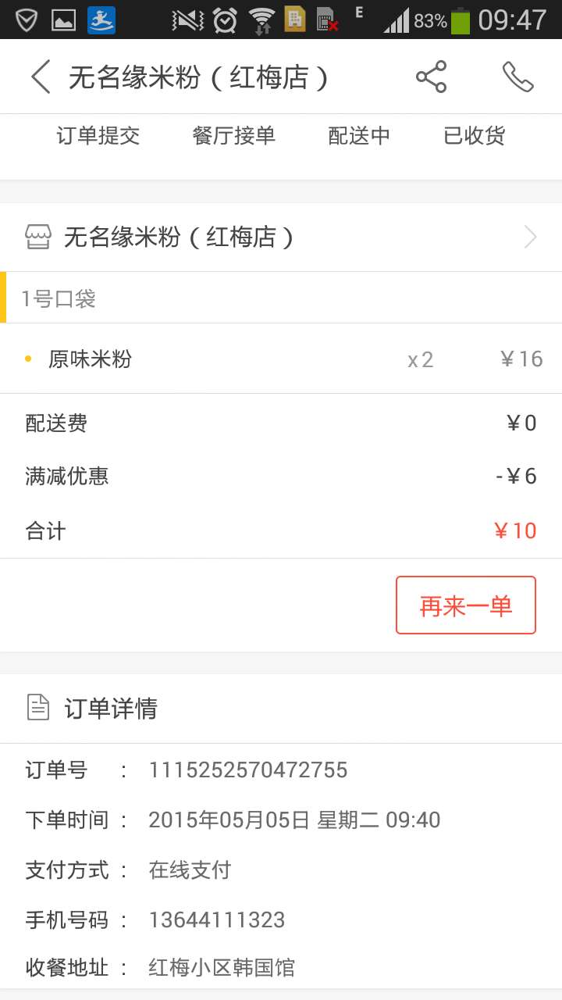 E 83% 09:47
无名缘米粉（红梅店）
订单提交 餐厅接单 配送中 已收货
无名缘米粉（红梅店）
1号口袋
原味米粉 x2 ¥16
配送费 ¥0
满减优惠 -¥6
合计 ¥10
再来一单
订单详情
订单号 : 1115252570472755
下单时间 : 2015年05月05日 星期二 09:40
支付方式 : 在线支付
手机号码 : 13644111323
收餐地址 : 红梅小区韩国馆